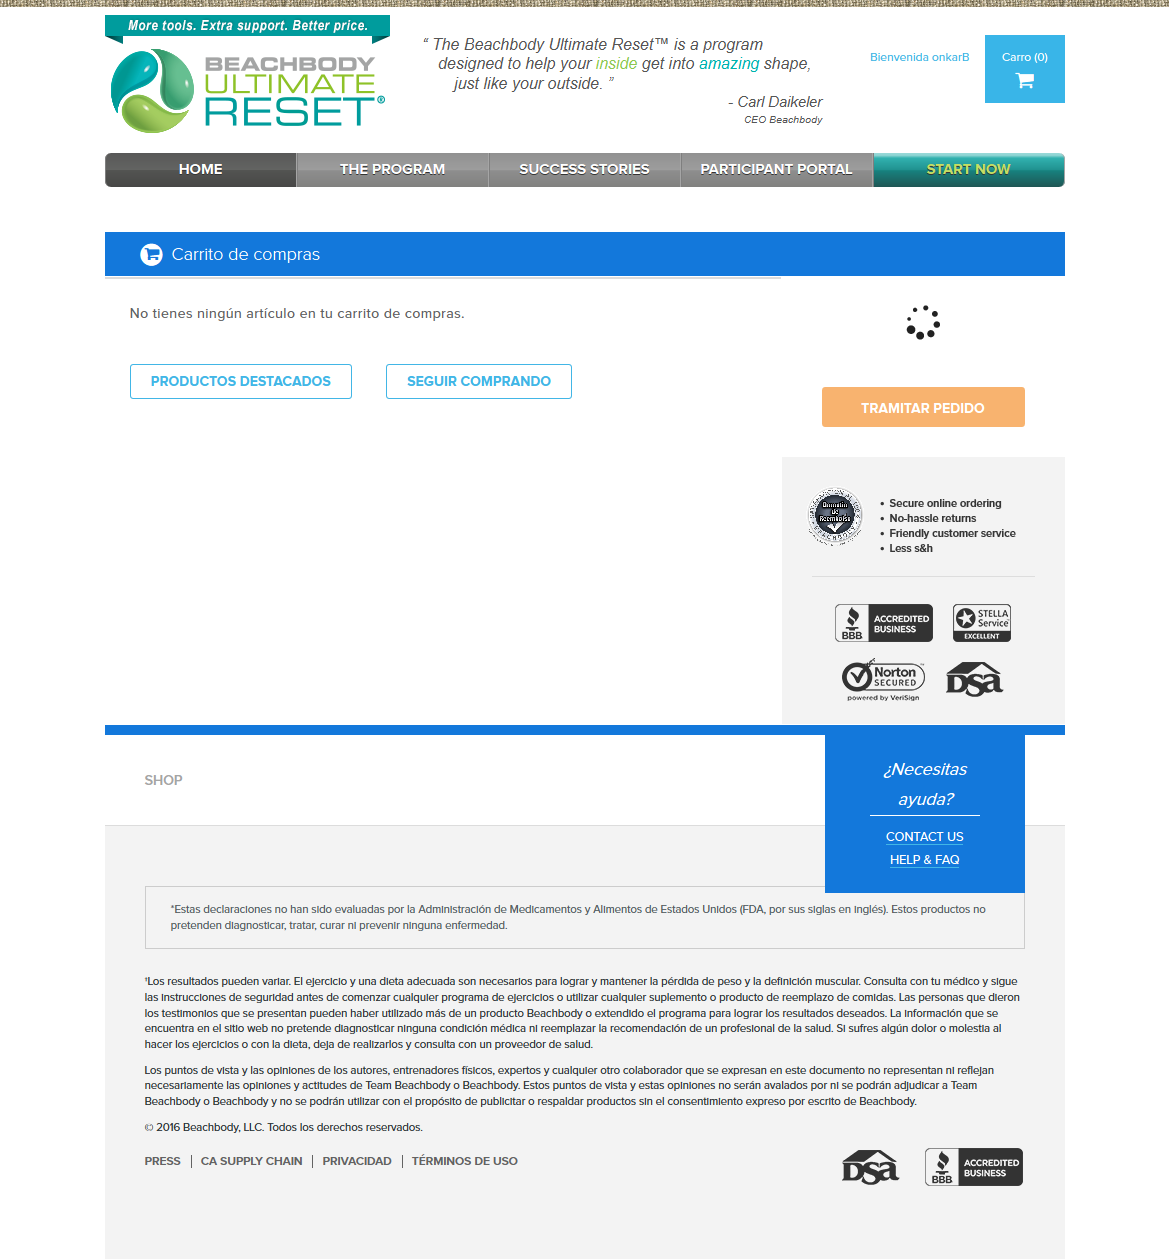 More tools. Extra support. Better price.
BEACHBODY
ULTIMATE
RESET®
“ The Beachbody Ultimate Reset™ is a program
designed to help your inside get into amazing shape,
just like your outside. ”
- Carl Daikeler
CEO Beachbody
Bienvenida onkarB
Carro (0)
HOME
THE PROGRAM
SUCCESS STORIES
PARTICIPANT PORTAL
START NOW
Carrito de compras
No tienes ningún artículo en tu carrito de compras.
PRODUCTOS DESTACADOS
SEGUIR COMPRANDO
TRAMITAR PEDIDO
• Secure online ordering
• No-hassle returns
• Friendly customer service
• Less s&h
BBB
ACCREDITED
BUSINESS
STELLA
Service
EXCELLENT
Norton
SECURED
powered by VeriSign
DSA
SHOP
¿Necesitas
ayuda?
CONTACT US
HELP & FAQ
*Estas declaraciones no han sido evaluadas por la Administración de Medicamentos y Alimentos de Estados Unidos (FDA, por sus siglas en inglés). Estos productos no
pretenden diagnosticar, tratar, curar ni prevenir ninguna enfermedad.
†Los resultados pueden variar. El ejercicio y una dieta adecuada son necesarios para lograr y mantener la pérdida de peso y la definición muscular. Consulta con tu médico y sigue
las instrucciones de seguridad antes de comenzar cualquier programa de ejercicios o utilizar cualquier suplemento o producto de reemplazo de comidas. Las personas que dieron
los testimonios que se presentan pueden haber utilizado más de un producto Beachbody o extendido el programa para lograr los resultados deseados. La información que se
encuentra en el sitio web no pretende diagnosticar ninguna condición médica ni reemplazar la recomendación de un profesional de la salud. Si sufres algún dolor o molestia al
hacer los ejercicios o con la dieta, deja de realizarlos y consulta con un proveedor de salud.
Los puntos de vista y las opiniones de los autores, entrenadores físicos, expertos y cualquier otro colaborador que se expresan en este documento no representan ni reflejan
necesariamente las opiniones y actitudes de Team Beachbody o Beachbody. Estos puntos de vista y estas opiniones no serán avalados por ni se podrán adjudicar a Team
Beachbody o Beachbody y no se podrán utilizar con el propósito de publicitar o respaldar productos sin el consentimiento expreso por escrito de Beachbody.
© 2016 Beachbody, LLC. Todos los derechos reservados.
PRESS | CA SUPPLY CHAIN | PRIVACIDAD | TÉRMINOS DE USO
DSA
BBB
ACCREDITED
BUSINESS